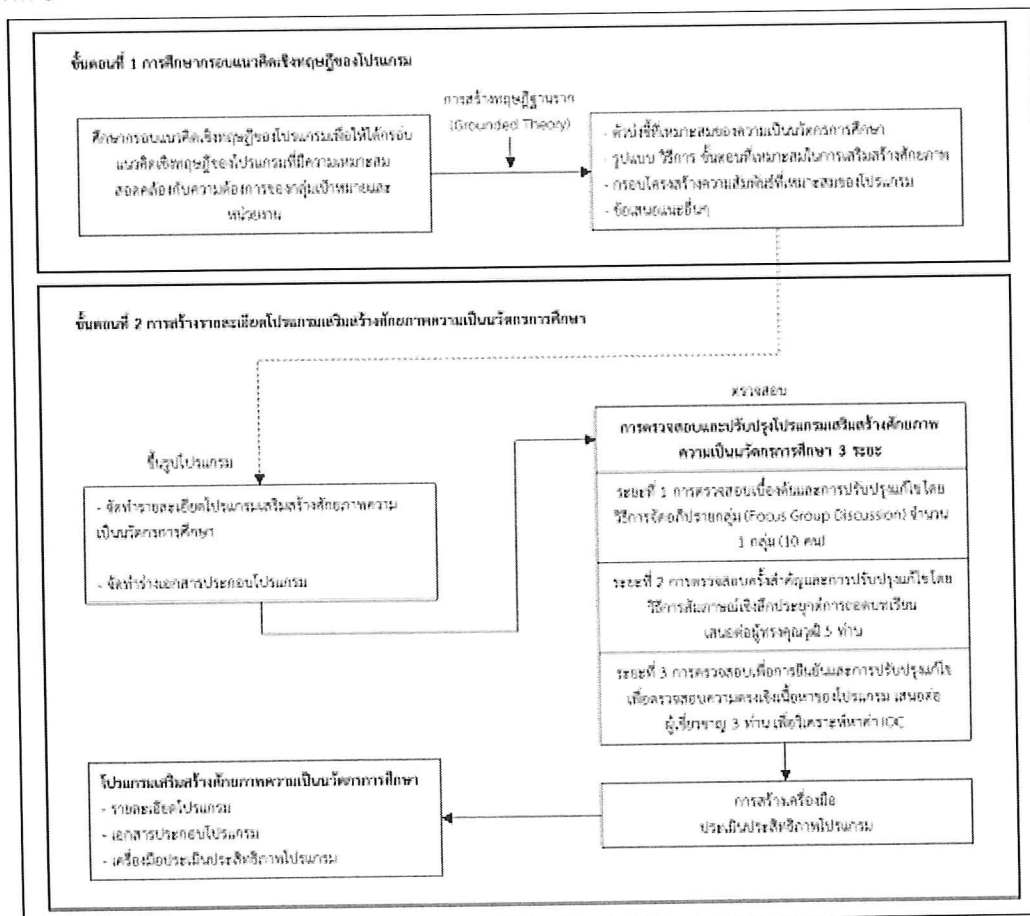 ขั้นตอนที่ 1 การศึกษากรอบแนวคิดเชิงทฤษฎีของโปรแกรม
การสร้างทฤษฎีฐานราก
(Grounded Theory)
ศึกษากรอบแนวคิดเชิงทฤษฎีของโปรแกรมเพื่อให้ได้กรอบ
แนวคิดเชิงทฤษฎีของโปรแกรมที่มีความเหมาะสม
สอดคล้องกับความต้องการของกลุ่มเป้าหมายและ
หน่วยงาน
- ตัวบ่งชี้ที่เหมาะสมของความเป็นนวัตกรการศึกษา
- รูปแบบ วิธีการ ขั้นตอนที่เหมาะสมในการเสริมสร้างศักยภาพ
- กรอบโครงสร้างความสัมพันธ์ที่เหมาะสมของโปรแกรม
- ข้อเสนอแนะอื่นๆ
ขั้นตอนที่ 2 การสร้างรายละเอียดโปรแกรมเสริมสร้างศักยภาพความเป็นนวัตกรการศึกษา
ขึ้นรูปโปรแกรม
- จัดทำรายละเอียดโปรแกรมเสริมสร้างศักยภาพความ
เป็นนวัตกรการศึกษา
- จัดทำร่างเอกสารประกอบโปรแกรม
ตรวจสอบ
การตรวจสอบและปรับปรุงโปรแกรมเสริมสร้างศักยภาพ
ความเป็นนวัตกรการศึกษา 3 ระยะ
ระยะที่ 1 การตรวจสอบเบื้องต้นและการปรับปรุงแก้ไขโดย
วิธีการจัดอภิปรายกลุ่ม (Focus Group Discussion) จำนวน
1 กลุ่ม (10 คน)
ระยะที่ 2 การตรวจสอบครั้งสำคัญและการปรับปรุงแก้ไขโดย
วิธีการสัมภาษณ์เชิงลึกประยุกต์การถอดบทเรียน
เสนอต่อผู้ทรงคุณวุฒิ 5 ท่าน
ระยะที่ 3 การตรวจสอบเพื่อการยืนยันและการปรับปรุงแก้ไข
เพื่อตรวจสอบความตรงเชิงเนื้อหาของโปรแกรม เสนอต่อ
ผู้เชี่ยวชาญ 3 ท่าน เพื่อวิเคราะห์หาค่า IOC
การสร้างเครื่องมือ
ประเมินประสิทธิภาพโปรแกรม
โปรแกรมเสริมสร้างศักยภาพความเป็นนวัตกรการศึกษา
- รายละเอียดโปรแกรม
- เอกสารประกอบโปรแกรม
- เครื่องมือประเมินประสิทธิภาพโปรแกรม